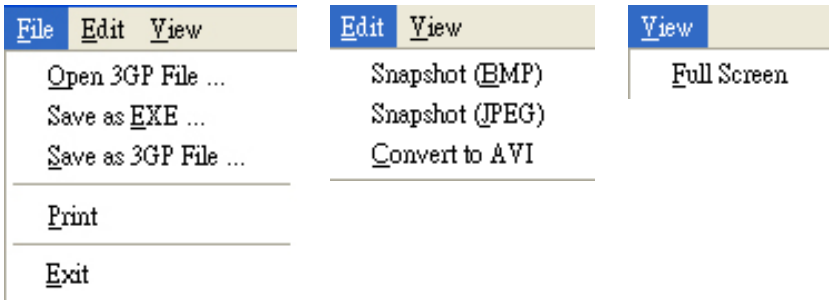 File Edit View
Open 3GP File ...
Save as EXE ...
Save as 3GP File ...
Print
Exit
Edit View
Snapshot (BMP)
Snapshot (JPEG)
Convert to AVI
View
Full Screen